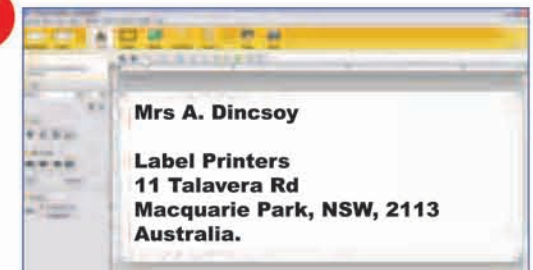 Mrs A. Dincsoy
Label Printers
11 Talavera Rd
Macquarie Park, NSW, 2113
Australia.